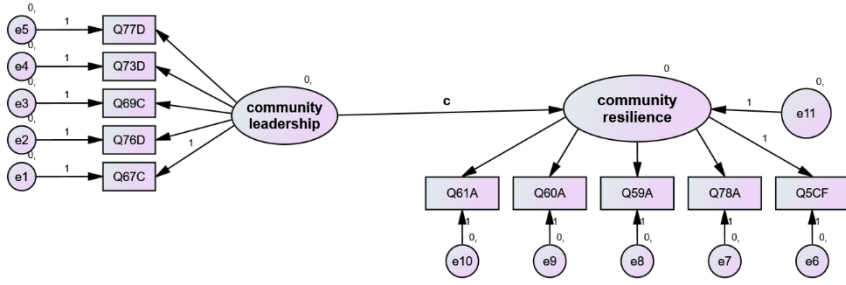 0,
e5
1
Q77D
0,
e4
1
Q73D
0,
e3
1
Q69C
0,
e2
1
Q76D
0,
e1
1
Q67C
1
0,
community
leadership
c
0
community
resilience
1
0,
e11
1
Q61A
Q60A
Q59A
Q78A
Q5CF
1
1
1
1
1
0,
0,
0,
0,
0,
e10
e9
e8
e7
e6